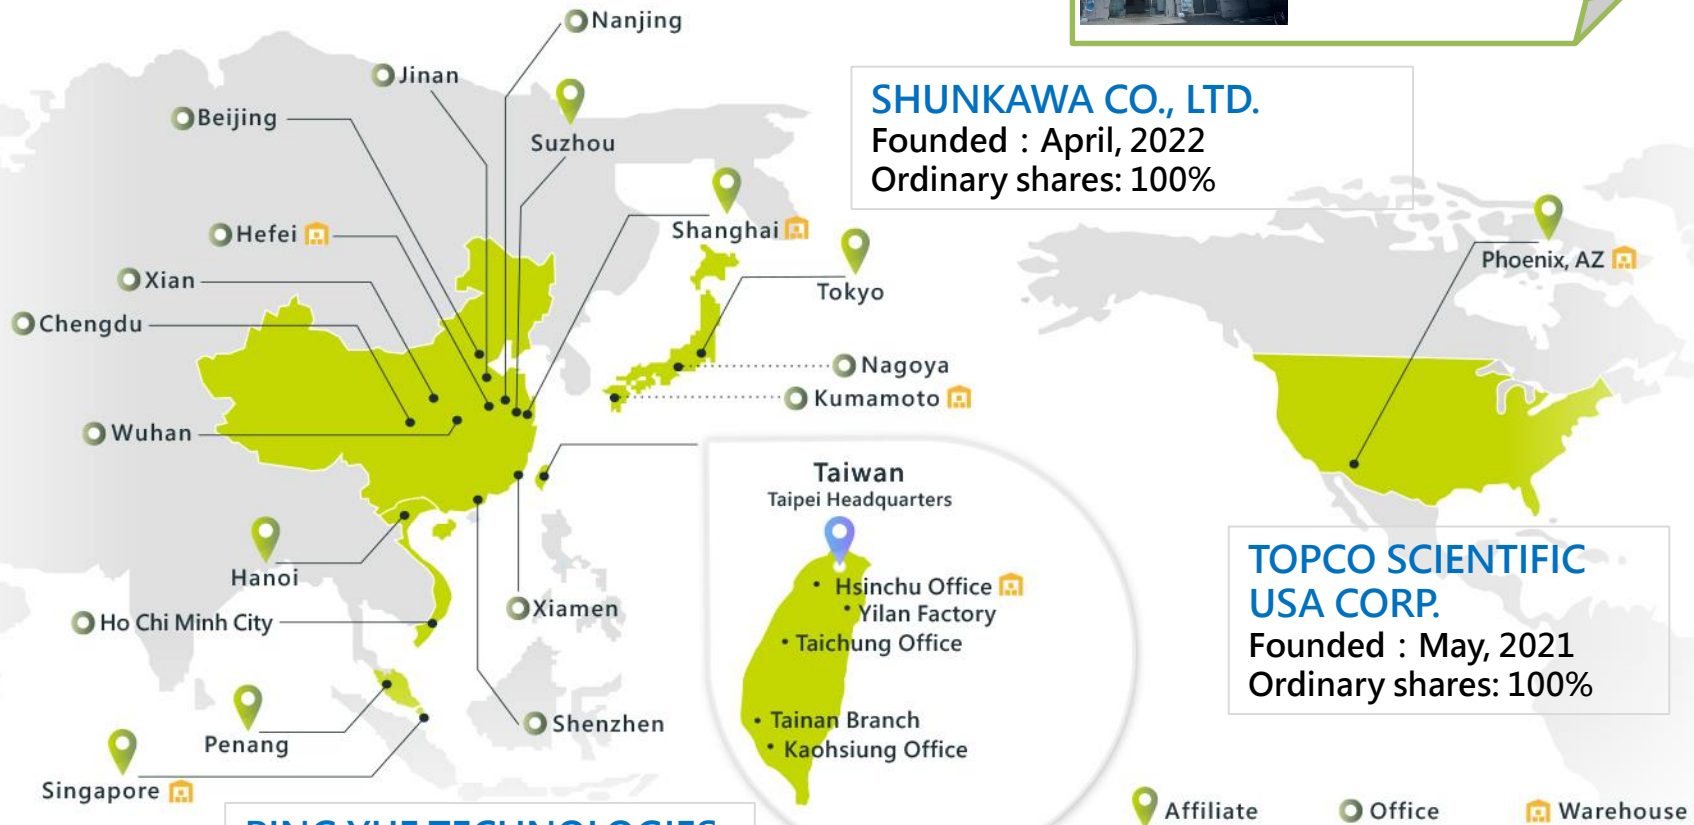 Nanjing
Jinan
Beijing
Suzhou
SHUNKAWA CO., LTD.
Founded：April, 2022
Ordinary shares: 100%
Hefei
Shanghai
Phoenix, AZ
Xian
Tokyo
Chengdu
Nagoya
Kumamoto
Wuhan
Taiwan
Taipei Headquarters
Hanoi
• Hsinchu Office
• Yilan Factory
• Taichung Office
• Tainan Branch
• Kaohsiung Office
TOPCO SCIENTIFIC
USA CORP.
Founded：May, 2021
Ordinary shares: 100%
Ho Chi Minh City
Xiamen
Shenzhen
Penang
Singapore
Affiliate
Office
Warehouse